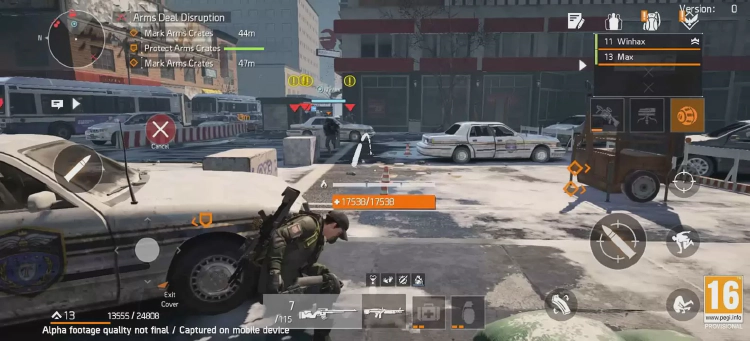 Arms Deal Disruption
Version: 0
Mark Arms Crates 44m
Protect Arms Crates
Mark Arms Crates 47m
N
11 Winhax
13 Max
Cancel
17538/17538
Exit
Cover
13
13555 / 24808
7
/115
Alpha footage quality not final / Captured on mobile device
16
www.pegi.info
PROVISIONAL